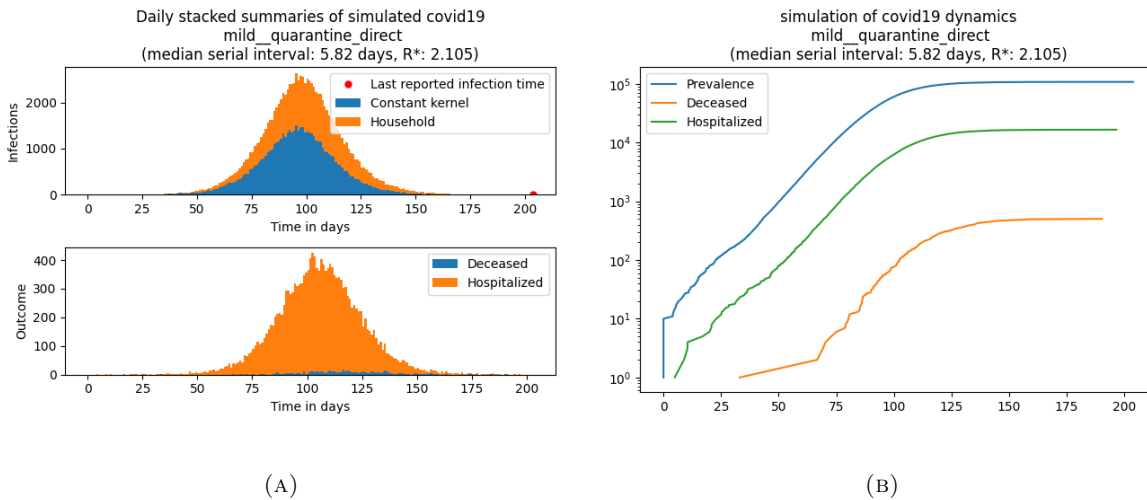 Daily stacked summaries of simulated covid19
mild__quarantine_direct
(median serial interval: 5.82 days, R*: 2.105)
Infections
2000
1000
0
Last reported infection time
Constant kernel
Household
0 25 50 75 100 125 150 175 200
Time in days
Outcome
400
300
200
100
0
Deceased
Hospitalized
0 25 50 75 100 125 150 175 200
Time in days
(A)
simulation of covid19 dynamics
mild__quarantine_direct
(median serial interval: 5.82 days, R*: 2.105)
Prevalence
Deceased
Hospitalized
10⁵
10⁴
10³
10²
10¹
10⁰
0 25 50 75 100 125 150 175 200
(B)